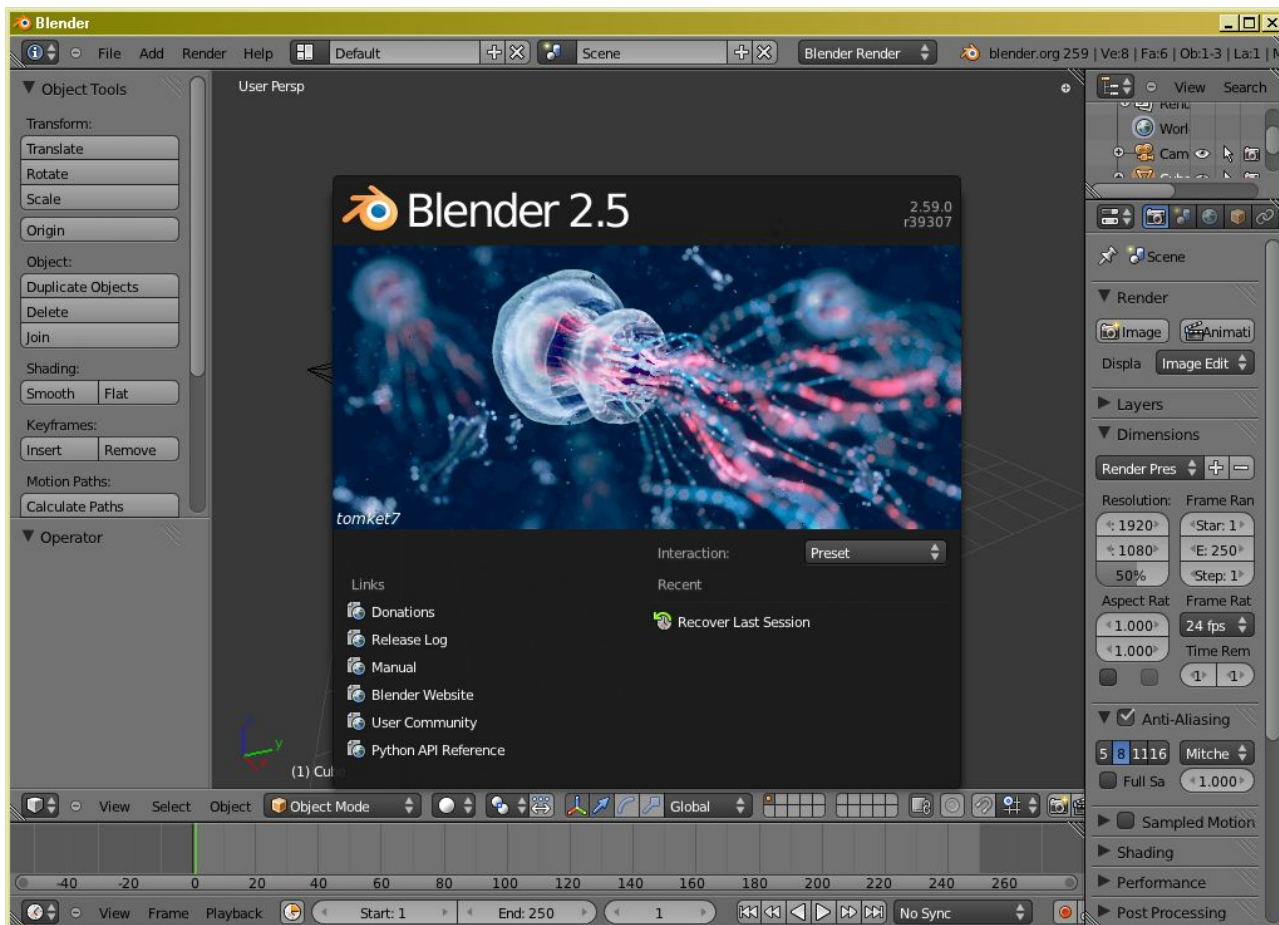 Blender
File Add Render Help Default Scene Blender Render blender.org 259 | Ve:8 | Fa:6 | Ob:1-3 | La:1 |
Object Tools
Transform:
Translate
Rotate
Scale
Origin
Object:
Duplicate Objects
Delete
Join
Shading:
Smooth Flat
Keyframes:
Insert Remove
Motion Paths:
Calculate Paths
Operator
User Persp
Blender 2.5
2.59.0
r39307
tomket7
Interaction: Preset
Links
Donations
Release Log
Manual
Blender Website
User Community
Python API Reference
Recent
Recover Last Session
y
(1) Cu
View Search
Worl
Cam
Scene
Render
Image Animati
Displa Image Edit
Layers
Dimensions
Render Pres
Resolution: Frame Ran
: 1920 Star: 1
: 1080 E: 250
50% Step: 1
Aspect Rat Frame Rat
1.000 24 fps
1.000 Time Rem
1 1
Anti-Aliasing
5 8 11 16 Mitche
Full Sa 1.000
Sampled Motion
Shading
Performance
Post Processing
View Select Object Object Mode Global
-40 -20 0 20 40 60 80 100 120 140 160 180 200 220 240 260
View Frame Playback Start: 1 End: 250 1 No Sync